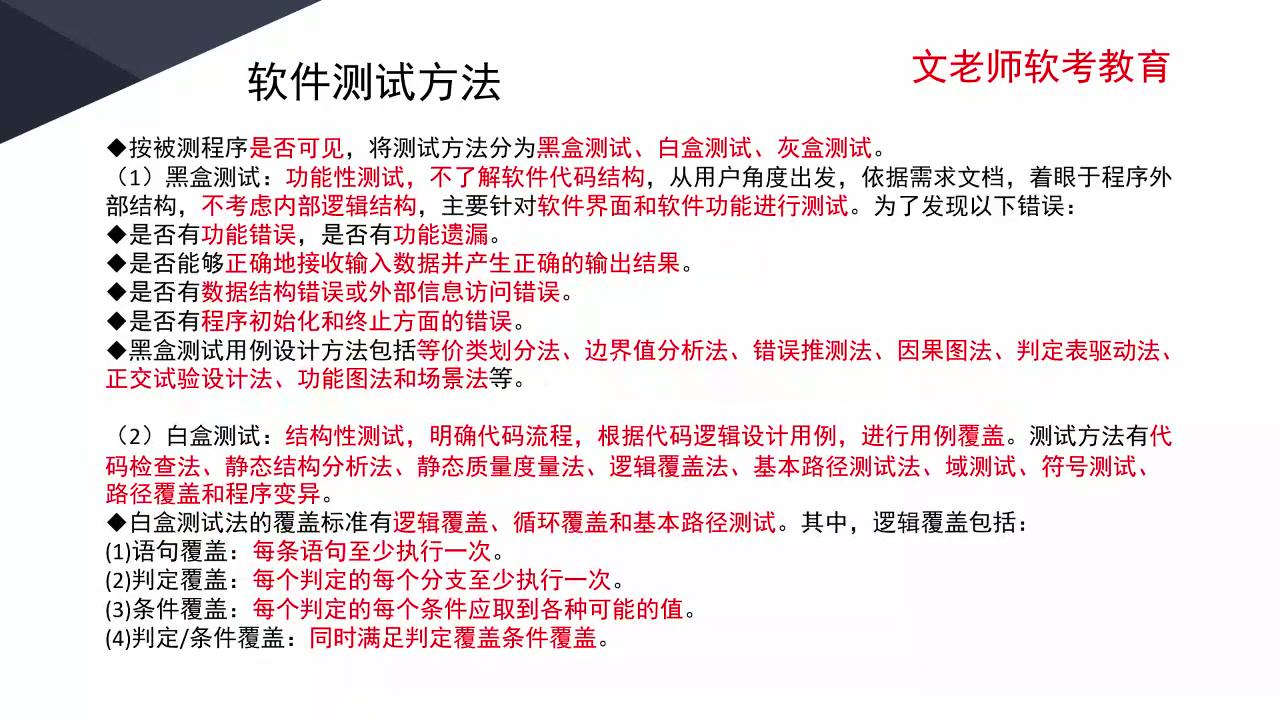 软件测试方法
文老师软考教育
◆按被测程序是否可见，将测试方法分为黑盒测试、白盒测试、灰盒测试。
（1）黑盒测试：功能性测试，不了解软件代码结构，从用户角度出发，依据需求文档，着眼于程序外
部结构，不考虑内部逻辑结构，主要针对软件界面和软件功能进行测试。为了发现以下错误：
◆是否有功能错误，是否有功能遗漏。
◆是否能够正确地接收输入数据并产生正确的输出结果。
◆是否有数据结构错误或外部信息访问错误。
◆是否有程序初始化和终止方面的错误。
◆黑盒测试用例设计方法包括等价类划分法、边界值分析法、错误推测法、因果图法、判定表驱动法、
正交试验设计法、功能图法和场景法等。
（2）白盒测试：结构性测试，明确代码流程，根据代码逻辑设计用例，进行用例覆盖。测试方法有代
码检查法、静态结构分析法、静态质量度量法、逻辑覆盖法、基本路径测试法、域测试、符号测试、
路径覆盖和程序变异。
◆白盒测试法的覆盖标准有逻辑覆盖、循环覆盖和基本路径测试。其中，逻辑覆盖包括：
(1)语句覆盖：每条语句至少执行一次。
(2)判定覆盖：每个判定的每个分支至少执行一次。
(3)条件覆盖：每个判定的每个条件应取到各种可能的值。
(4)判定/条件覆盖：同时满足判定覆盖条件覆盖。